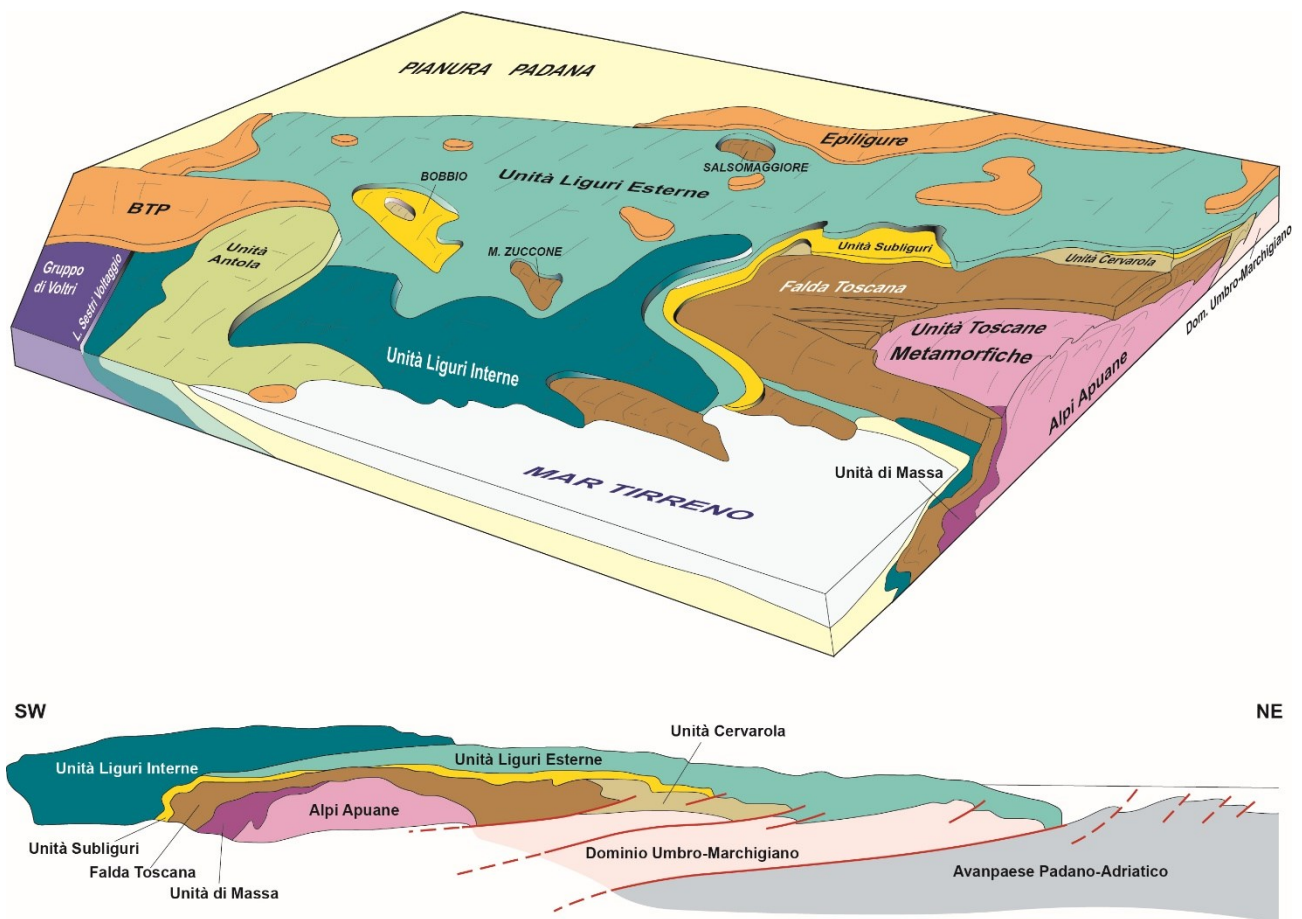 PIANURA PADANA
Epiligure
SALSOMAGGIORE
BOBBIO
Unità Liguri Esterne
BTP
Unità
Antola
M. ZUCCONE
Unità Subliguri
Unità Cervarola
Dom. Umbro-Marchigiano
Gruppo
di Voltri
L. Sestri Voltaggio
Falda Toscana
Unità Toscane
Metamorfiche
Unità Liguri Interne
Alpi Apuane
Unità di Massa
MAR TIRRENO
SW
NE
Unità Cervarola
Unità Liguri Interne
Unità Liguri Esterne
Alpi Apuane
Unità Subliguri
Falda Toscana
Unità di Massa
Dominio Umbro-Marchigiano
Avanpaese Padano-Adriatico